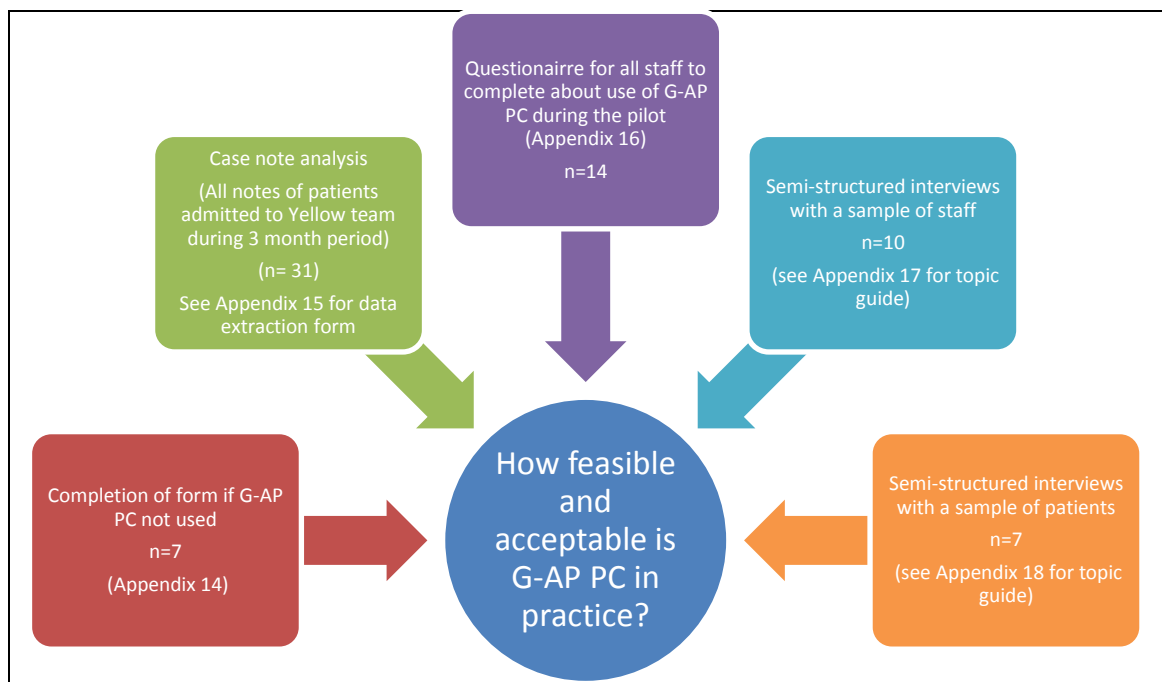 Questionairre for all staff to
complete about use of G-AP
PC during the pilot
(Appendix 16)
n=14
Case note analysis
(All notes of patients
admitted to Yellow team
during 3 month period)
(n= 31)
See Appendix 15 for data
extraction form
Semi-structured interviews
with a sample of staff
n=10
(see Appendix 17 for topic
guide)
Completion of form if G-AP
PC not used
n=7
(Appendix 14)
How feasible
and
acceptable is
G-AP PC in
practice?
Semi-structured interviews
with a sample of patients
n=7
(see Appendix 18 for topic
guide)